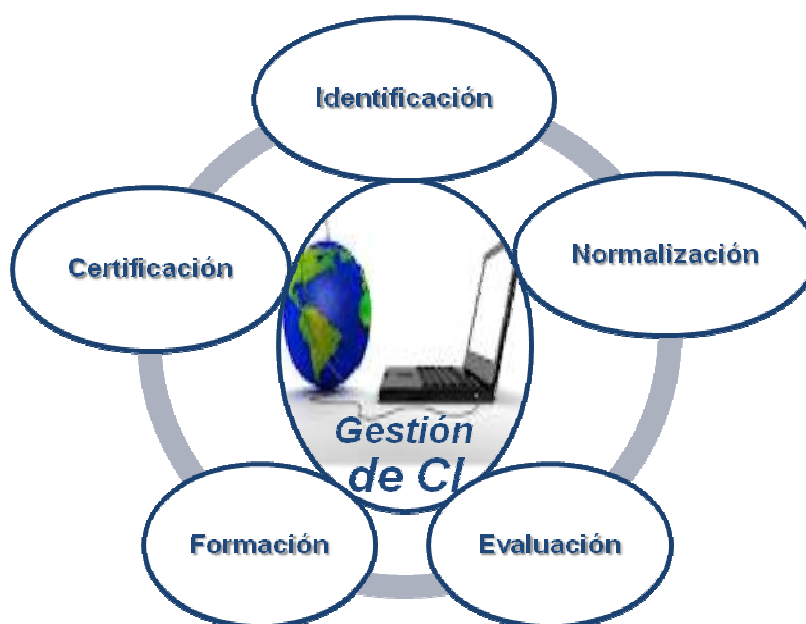 Identificación
Normalización
Certificación
Gestión
de CI
Formación
Evaluación